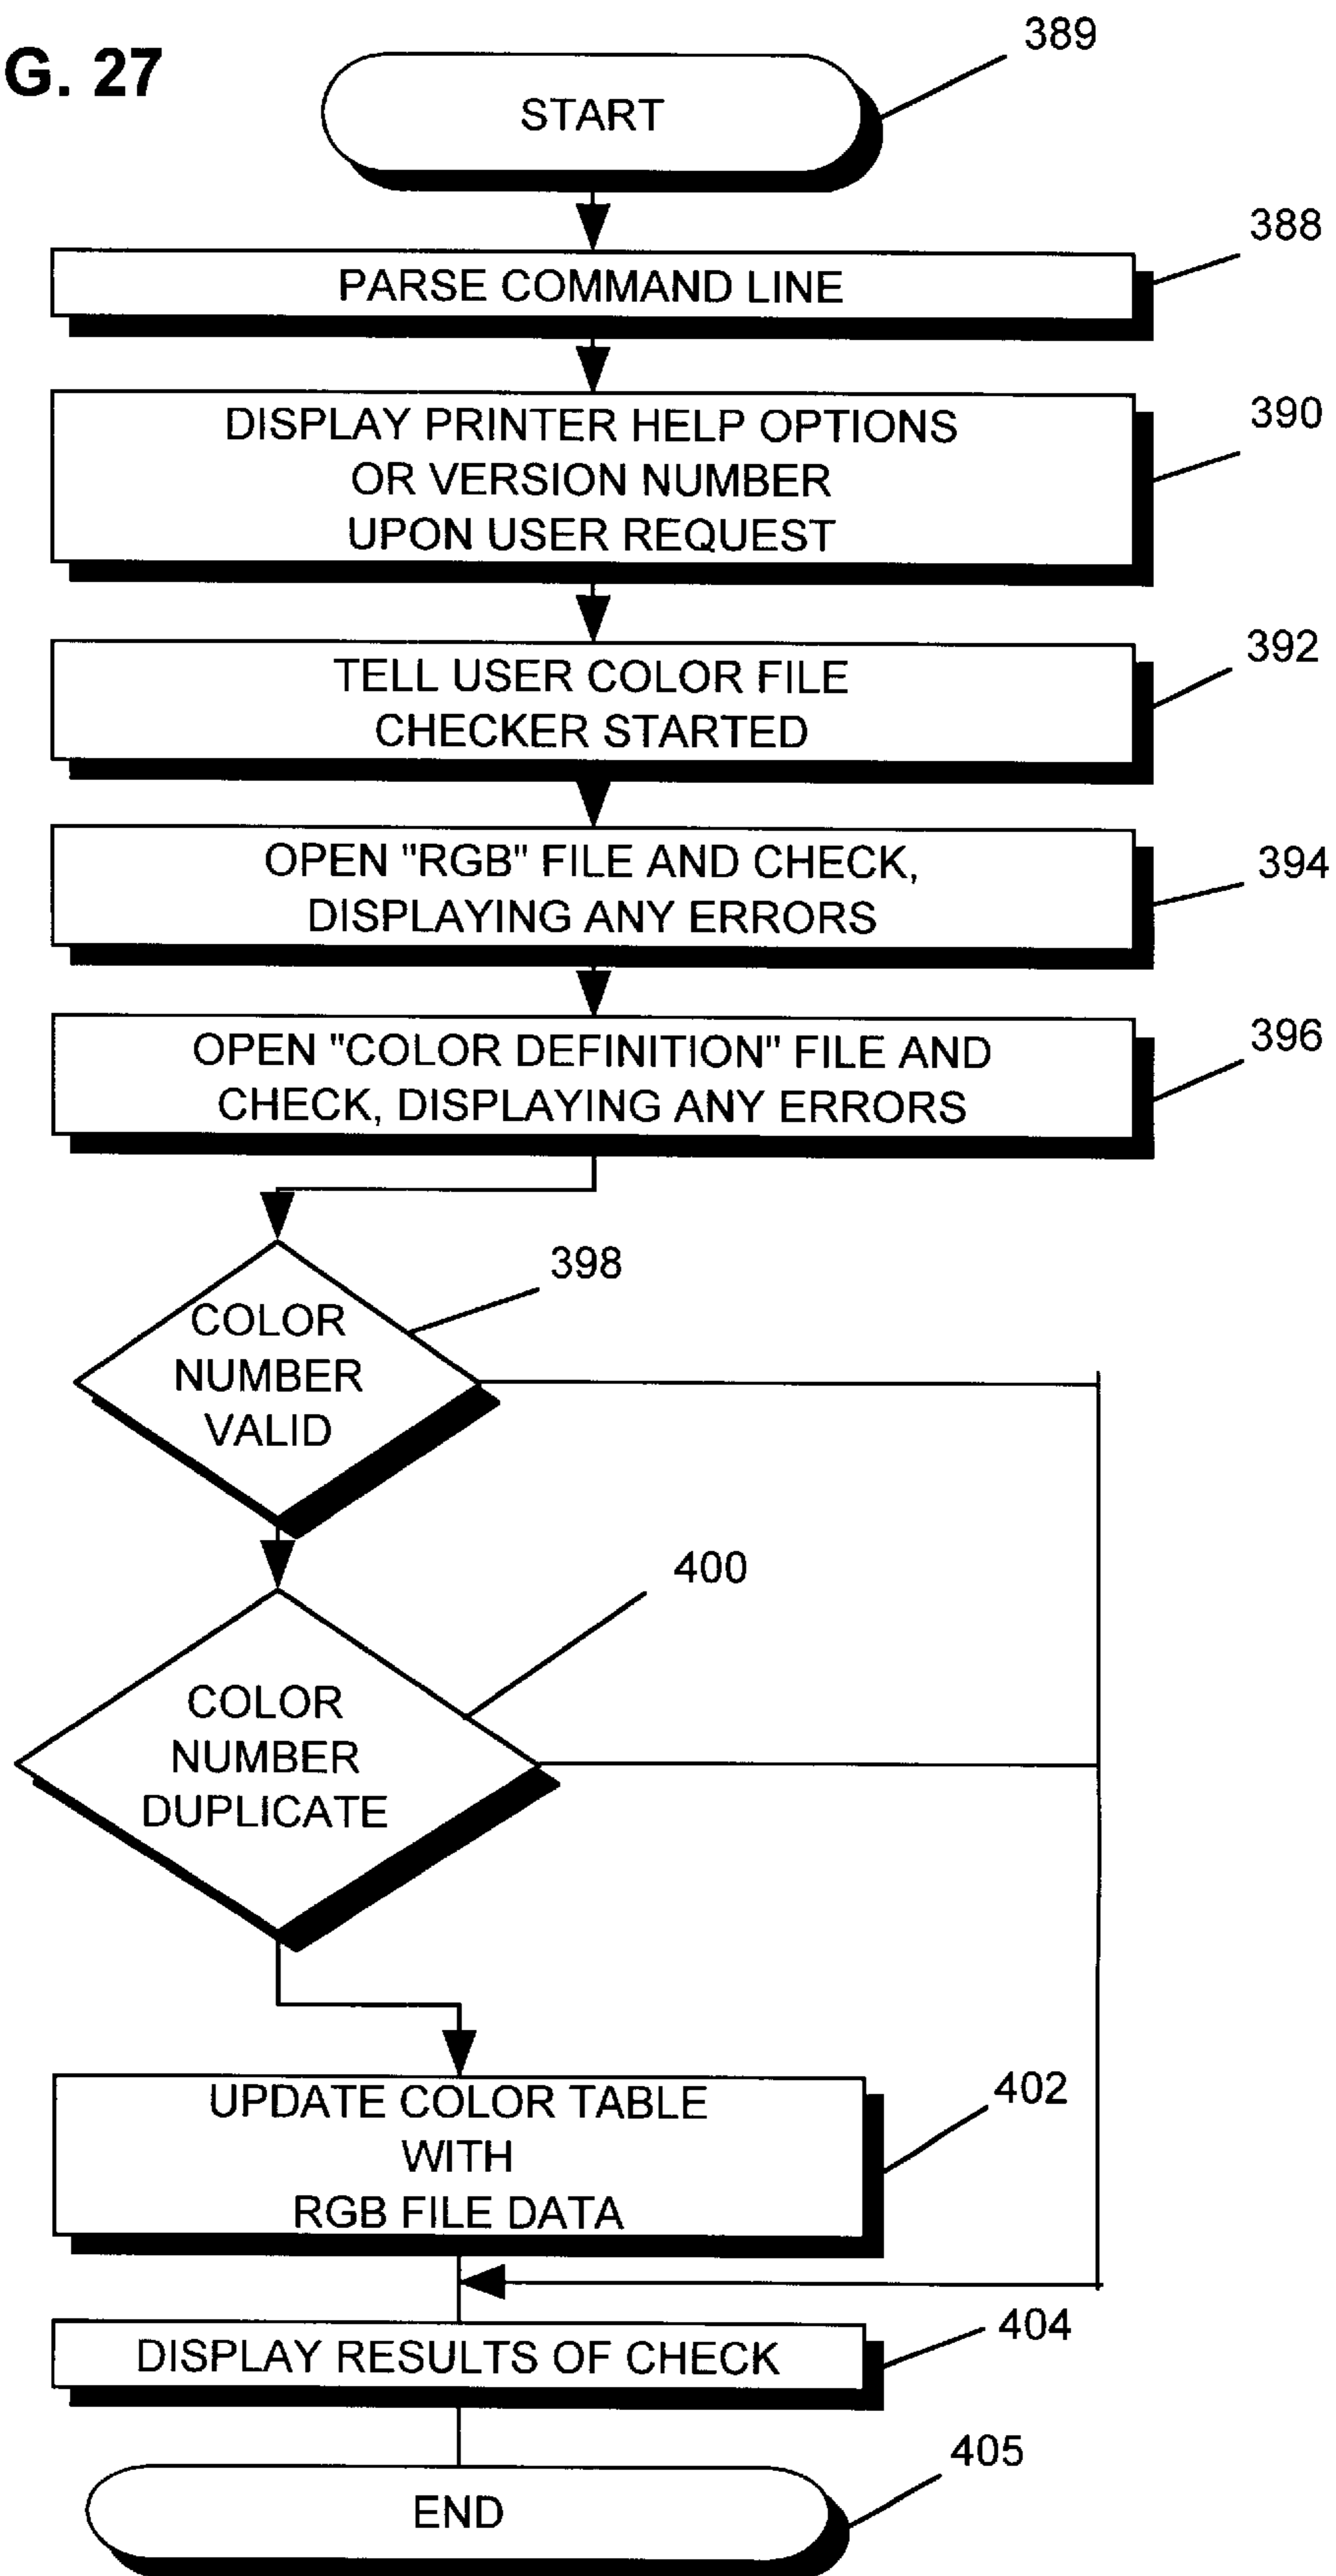 G. 27
389
START
388
PARSE COMMAND LINE
390
DISPLAY PRINTER HELP OPTIONS
OR VERSION NUMBER
UPON USER REQUEST
392
TELL USER COLOR FILE
CHECKER STARTED
394
OPEN "RGB" FILE AND CHECK,
DISPLAYING ANY ERRORS
396
OPEN "COLOR DEFINITION" FILE AND
CHECK, DISPLAYING ANY ERRORS
398
COLOR
NUMBER
VALID
400
COLOR
NUMBER
DUPLICATE
402
UPDATE COLOR TABLE
WITH
RGB FILE DATA
404
DISPLAY RESULTS OF CHECK
405
END